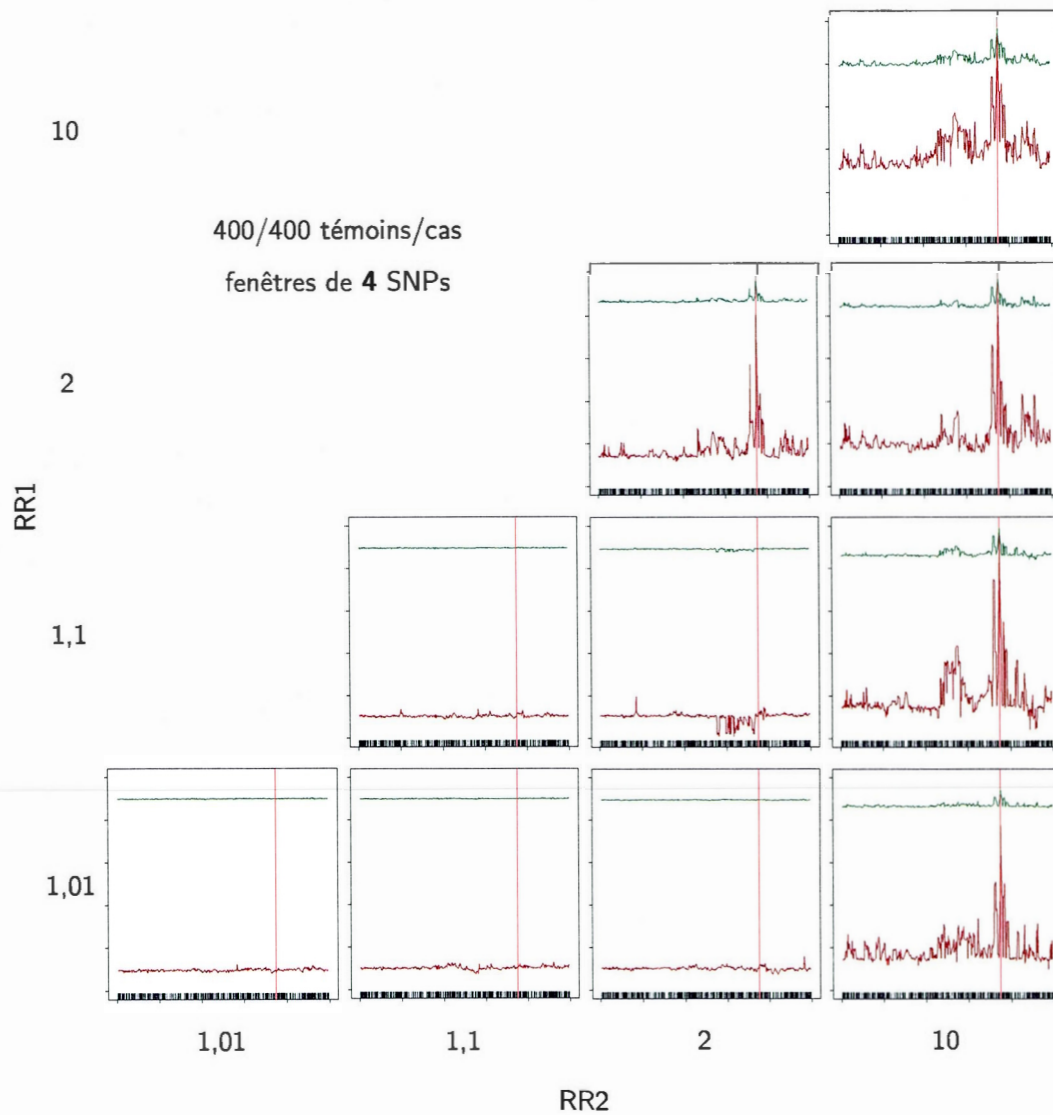 10
400/400 témoins/cas
fenêtres de 4 SNPs
2
RR1
1,1
1,01
1,01 1,1 2 10
RR2